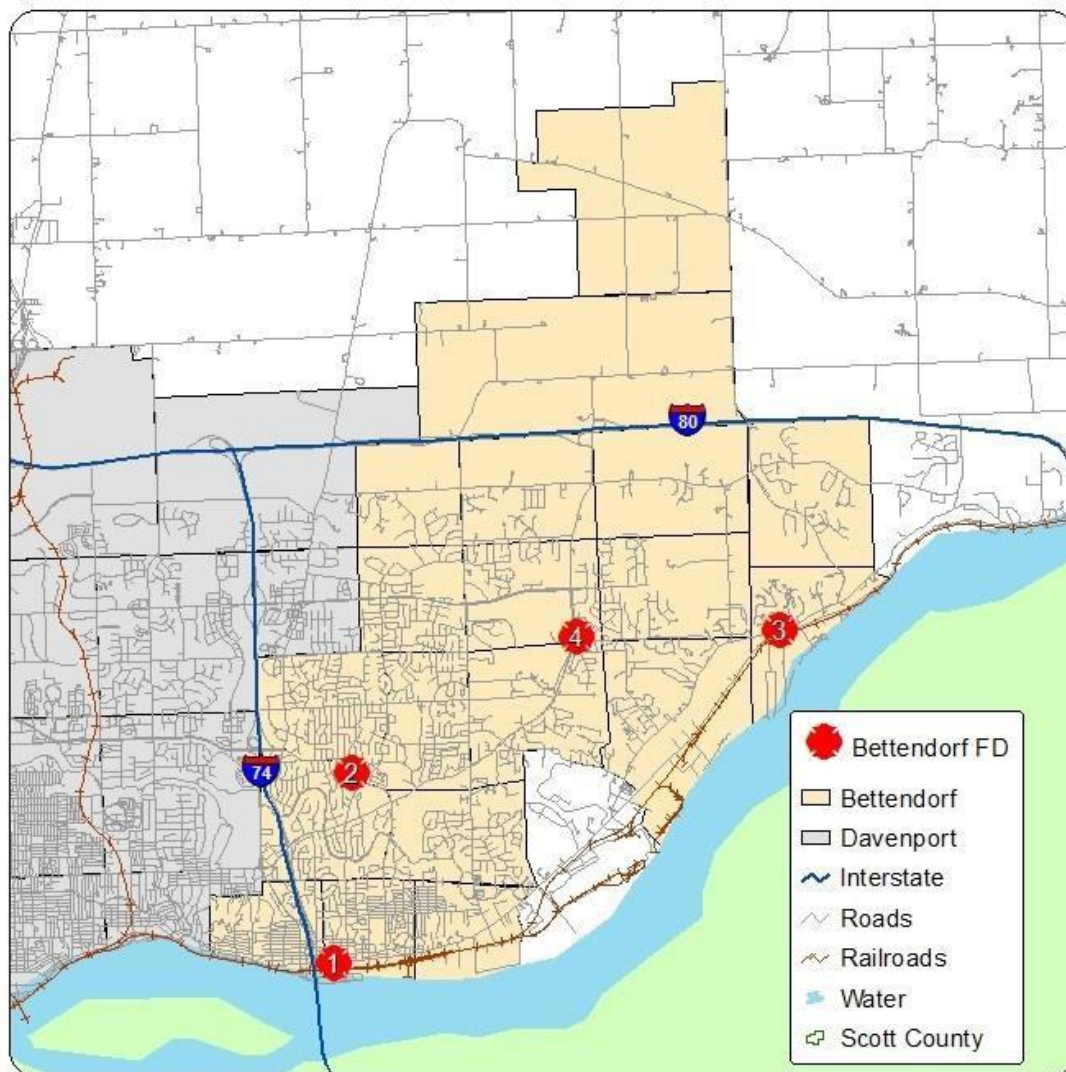 80
4
3
74
2
1
Bettendorf FD
Bettendorf
Davenport
Interstate
Roads
Railroads
Water
Scott County